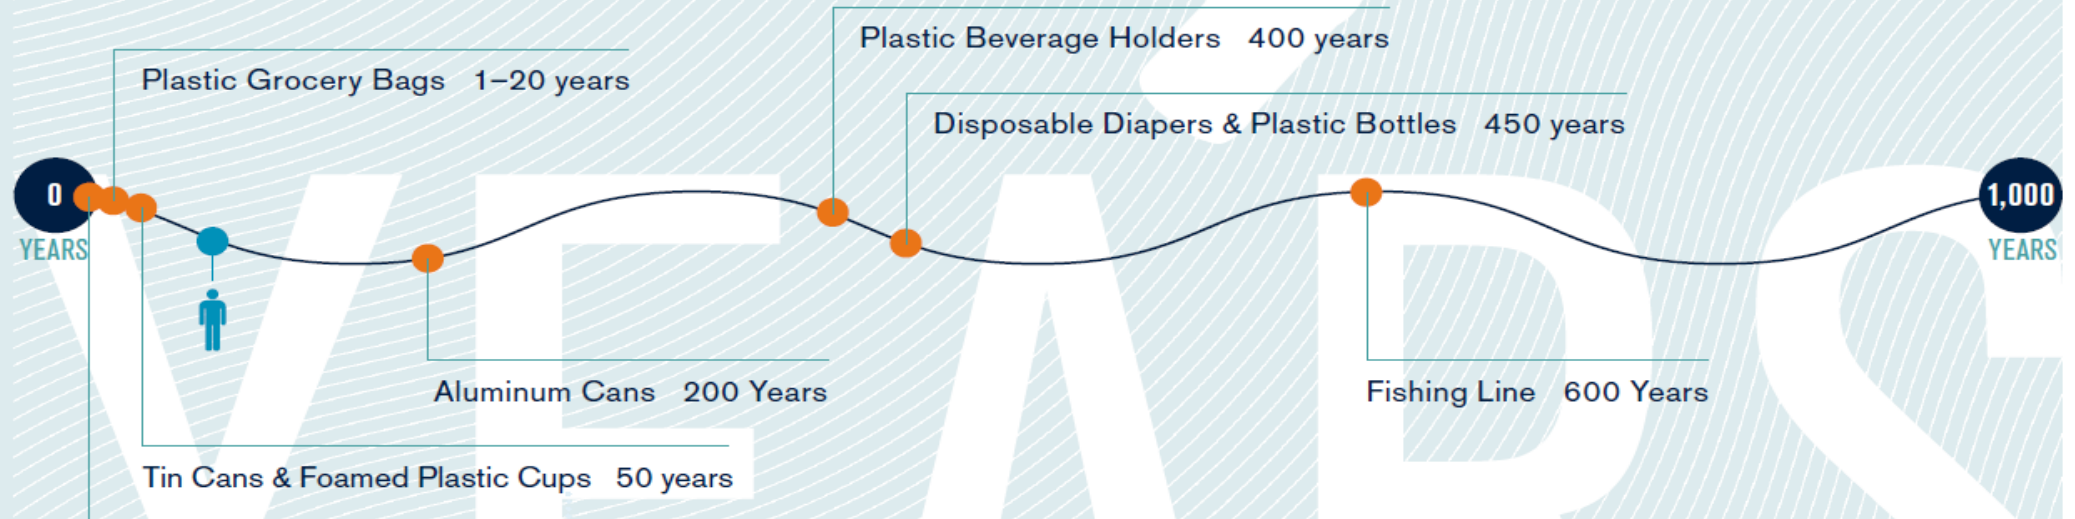 Plastic Beverage Holders 400 years
Plastic Grocery Bags 1–20 years
Disposable Diapers & Plastic Bottles 450 years
0
YEARS
1,000
YEARS
YEARS
Aluminum Cans 200 Years
Fishing Line 600 Years
Tin Cans & Foamed Plastic Cups 50 years